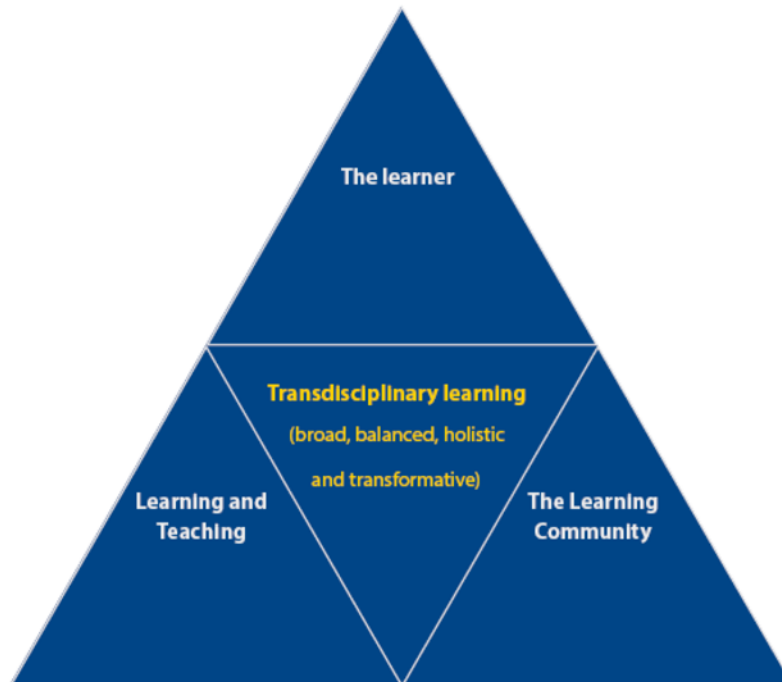 The learner
Transdisciplinary learning
(broad, balanced, holistic
and transformative)
Learning and
Teaching
The Learning
Community